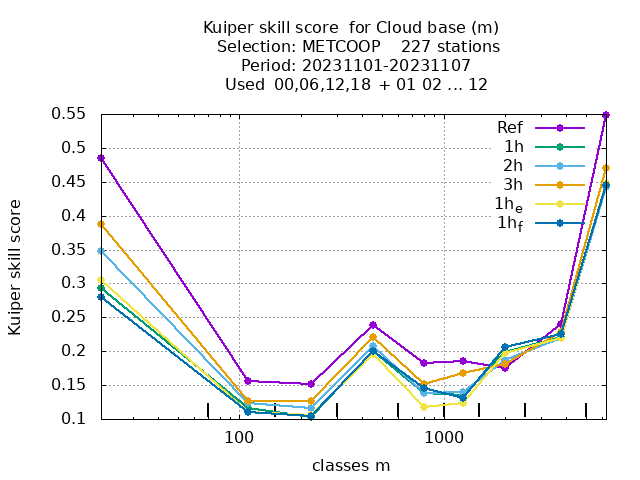 Kuiper skill score  for Cloud base (m)
Selection: METCOOP    227 stations
Period: 20231101-20231107
Used  00,06,12,18 + 01 02 ... 12
Ref
1h
2h
3h
1h_e
1h_f
0.55
0.5
0.45
0.4
0.35
0.3
0.25
0.2
0.15
0.1
Kuiper skill score
100
1000
classes m